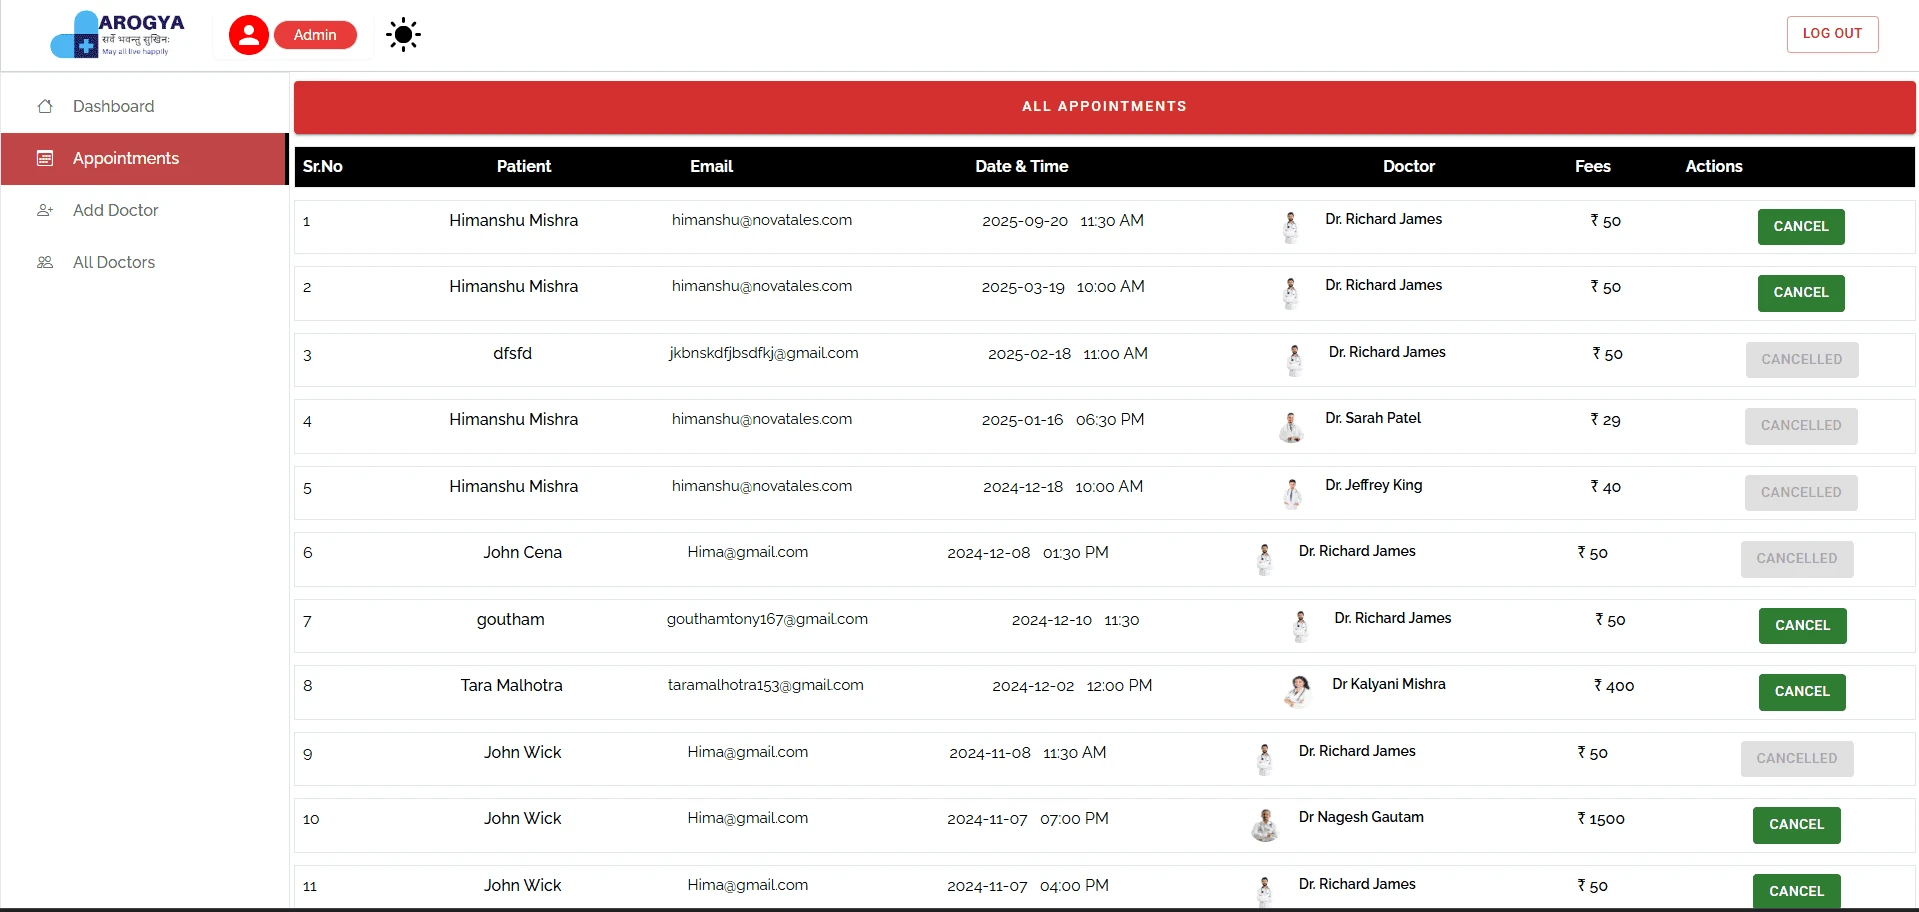 AROGYA
सर्वे भवन्तु सुखिनः
May all live happily
Admin
LOG OUT
Dashboard
Appointments
Add Doctor
All Doctors
ALL APPOINTMENTS
Sr.No Patient Email Date & Time Doctor Fees Actions
1 Himanshu Mishra himanshu@novatales.com 2025-09-20 11:30 AM Dr. Richard James ₹ 50 CANCEL
2 Himanshu Mishra himanshu@novatales.com 2025-03-19 10:00 AM Dr. Richard James ₹ 50 CANCEL
3 dfsfd jkbnskdfjbsdfkj@gmail.com 2025-02-18 11:00 AM Dr. Richard James ₹ 50 CANCELLED
4 Himanshu Mishra himanshu@novatales.com 2025-01-16 06:30 PM Dr. Sarah Patel ₹ 29 CANCELLED
5 Himanshu Mishra himanshu@novatales.com 2024-12-18 10:00 AM Dr. Jeffrey King ₹ 40 CANCELLED
6 John Cena Hima@gmail.com 2024-12-08 01:30 PM Dr. Richard James ₹ 50 CANCELLED
7 goutham gouthamtony167@gmail.com 2024-12-10 11:30 Dr. Richard James ₹ 50 CANCEL
8 Tara Malhotra taramalhotra153@gmail.com 2024-12-02 12:00 PM Dr Kalyani Mishra ₹ 400 CANCEL
9 John Wick Hima@gmail.com 2024-11-08 11:30 AM Dr. Richard James ₹ 50 CANCELLED
10 John Wick Hima@gmail.com 2024-11-07 07:00 PM Dr Nagesh Gautam ₹ 1500 CANCEL
11 John Wick Hima@gmail.com 2024-11-07 04:00 PM Dr. Richard James ₹ 50 CANCEL